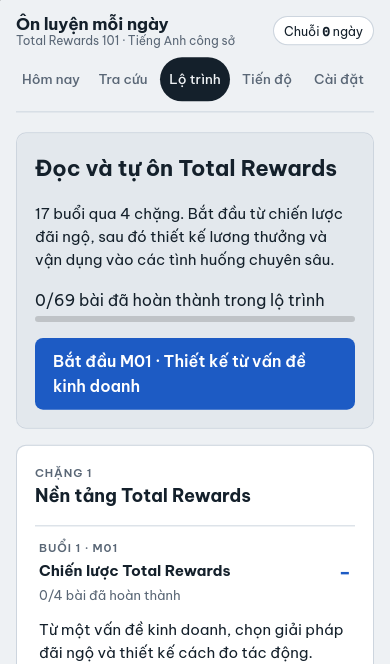 Ôn luyện mỗi ngày
Total Rewards 101 · Tiếng Anh công sở
Chuỗi 0 ngày
Hôm nay
Tra cứu
Lộ trình
Tiến độ
Cài đặt
Đọc và tự ôn Total Rewards
17 buổi qua 4 chặng. Bắt đầu từ chiến lược
đãi ngộ, sau đó thiết kế lương thưởng và
vận dụng vào các tình huống chuyên sâu.
0/69 bài đã hoàn thành trong lộ trình
Bắt đầu M01 · Thiết kế từ vấn đề
kinh doanh
CHẶNG 1
Nền tảng Total Rewards
BUỔI 1 · M01
Chiến lược Total Rewards
0/4 bài đã hoàn thành
Từ một vấn đề kinh doanh, chọn giải pháp
đãi ngộ và thiết kế cách đo tác động.